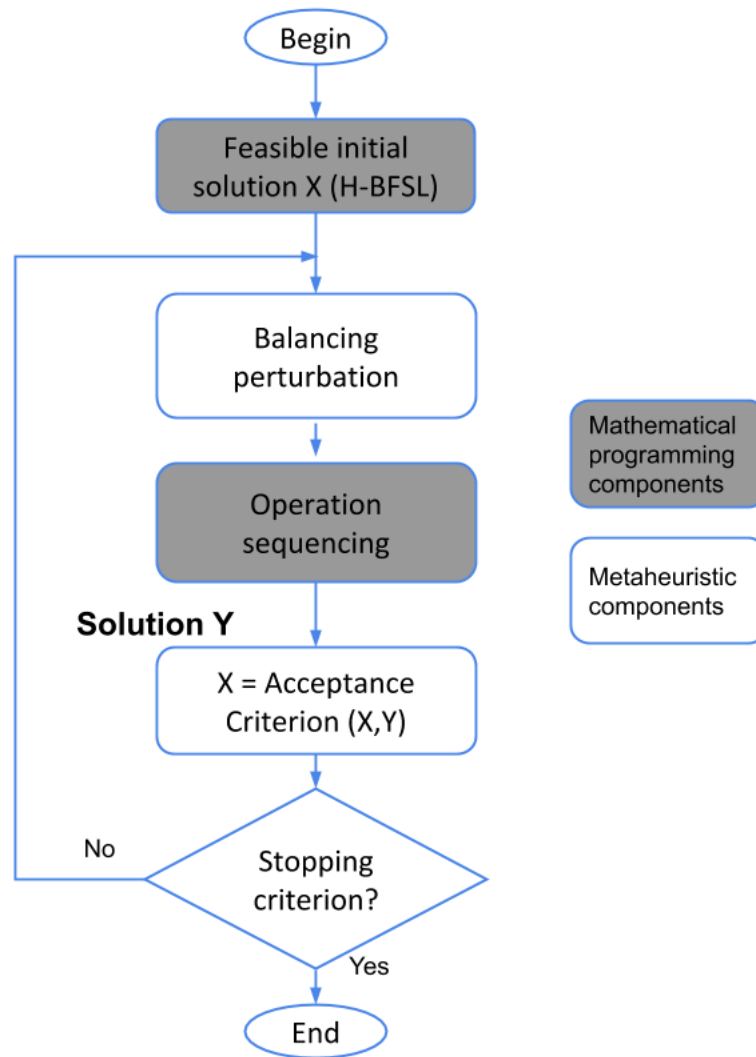 Begin
Feasible initial
solution X (H-BFSL)
Balancing
perturbation
Mathematical
programming
components
Operation
sequencing
Metaheuristic
components
Solution Y
X = Acceptance
Criterion (X,Y)
No
Stopping
criterion?
Yes
End